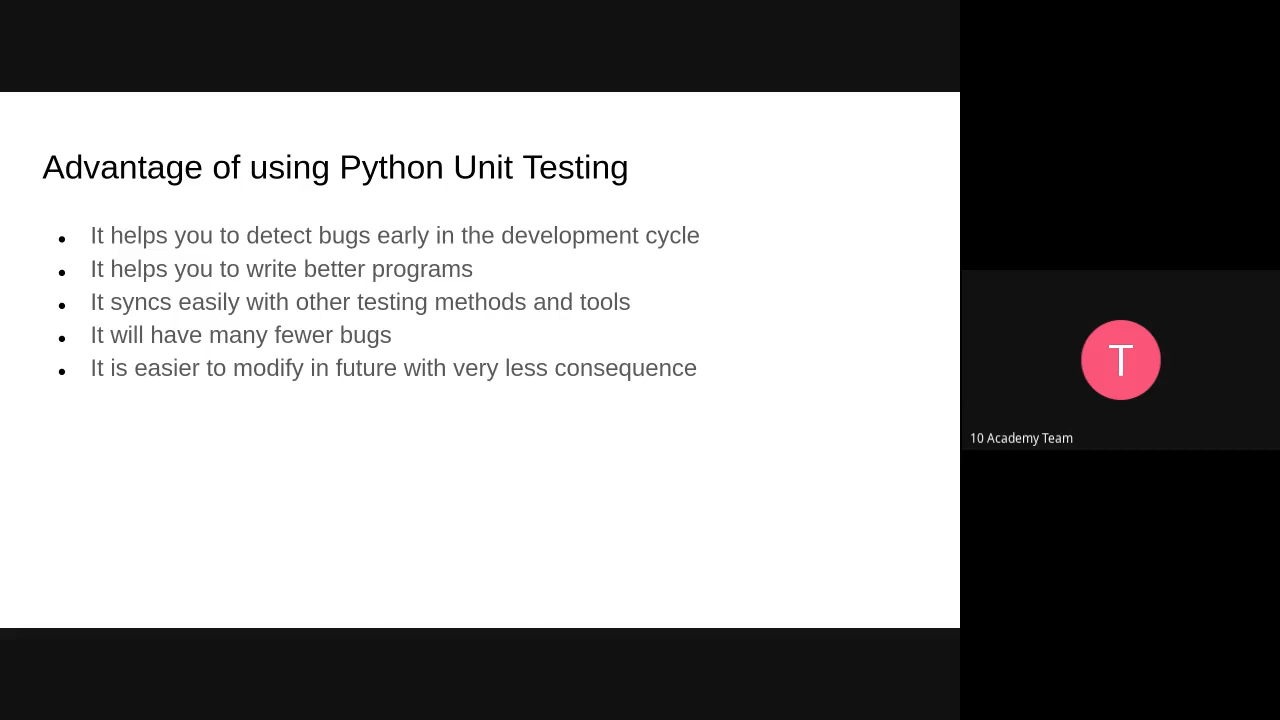 Advantage of using Python Unit Testing
● It helps you to detect bugs early in the development cycle
● It helps you to write better programs
● It syncs easily with other testing methods and tools
● It will have many fewer bugs
● It is easier to modify in future with very less consequence
T
10 Academy Team